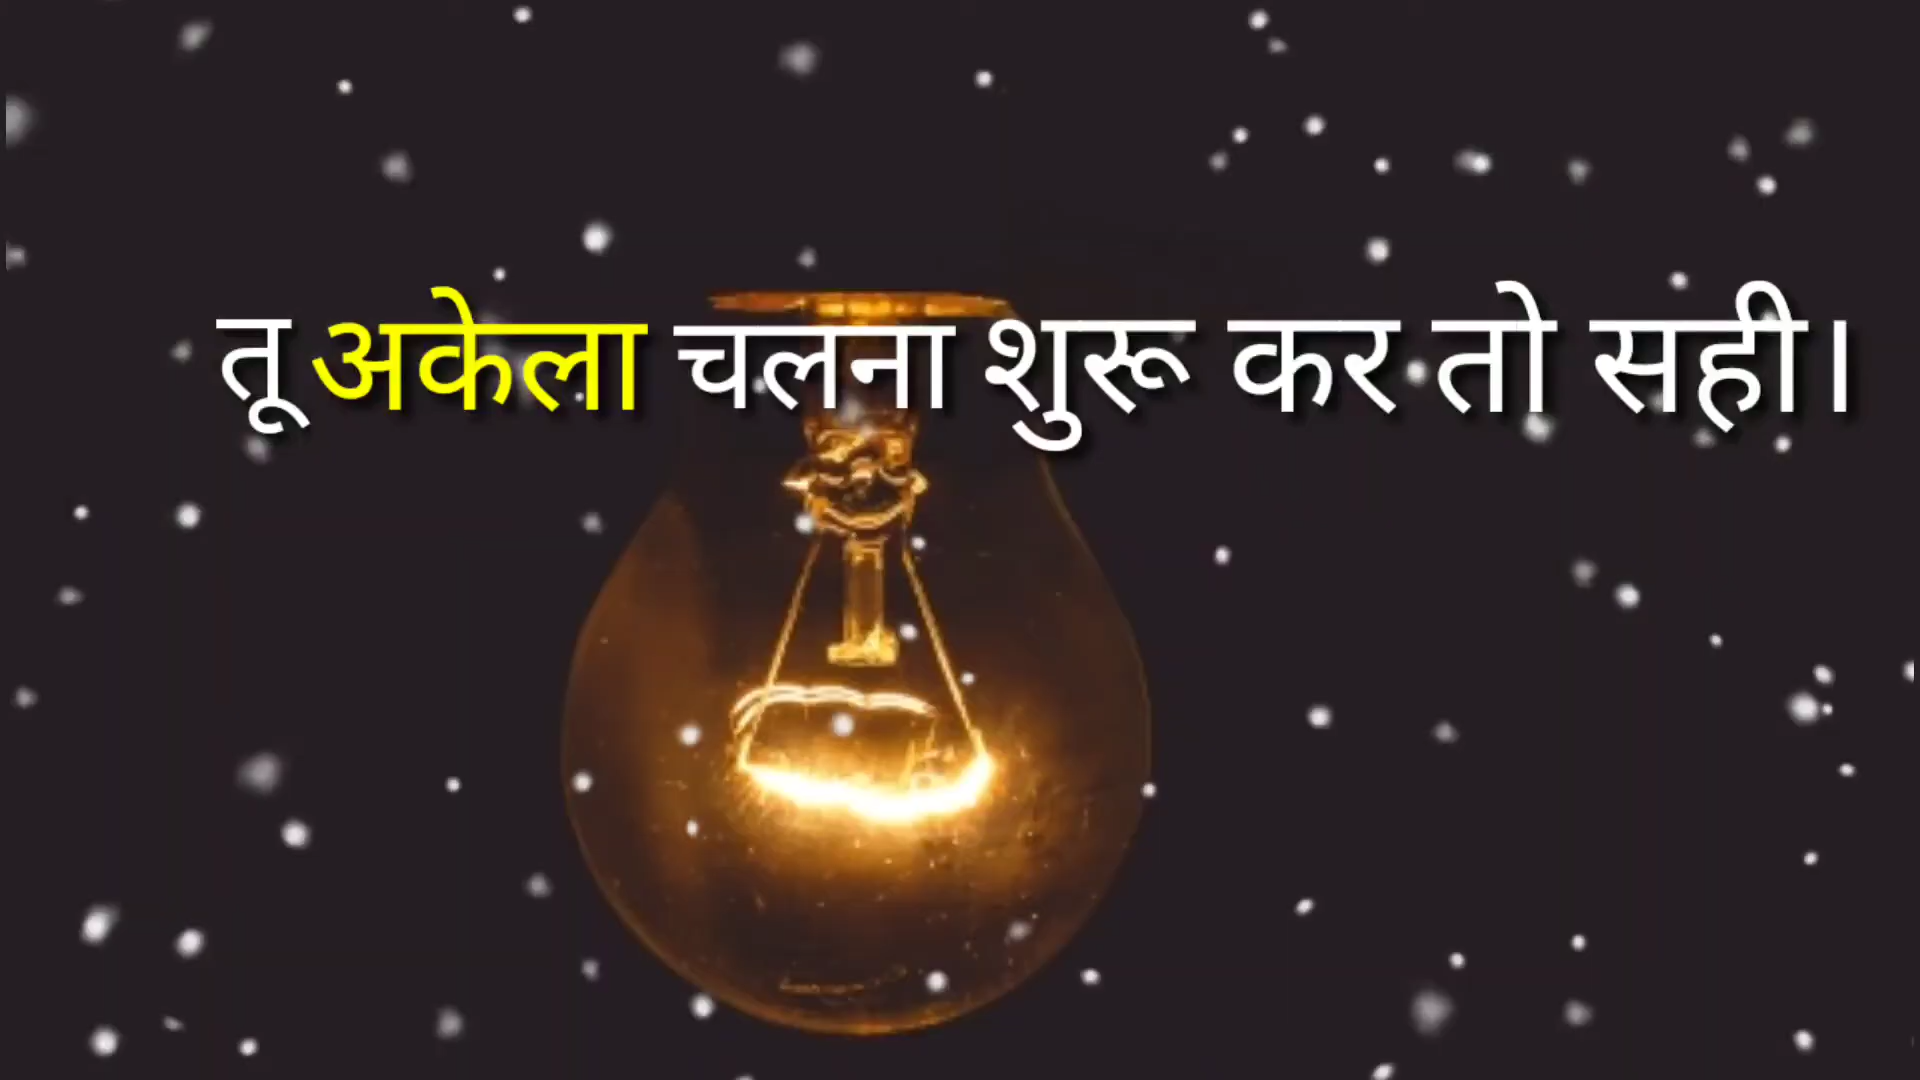 तू अकेला चलना शुरू कर तो सही।